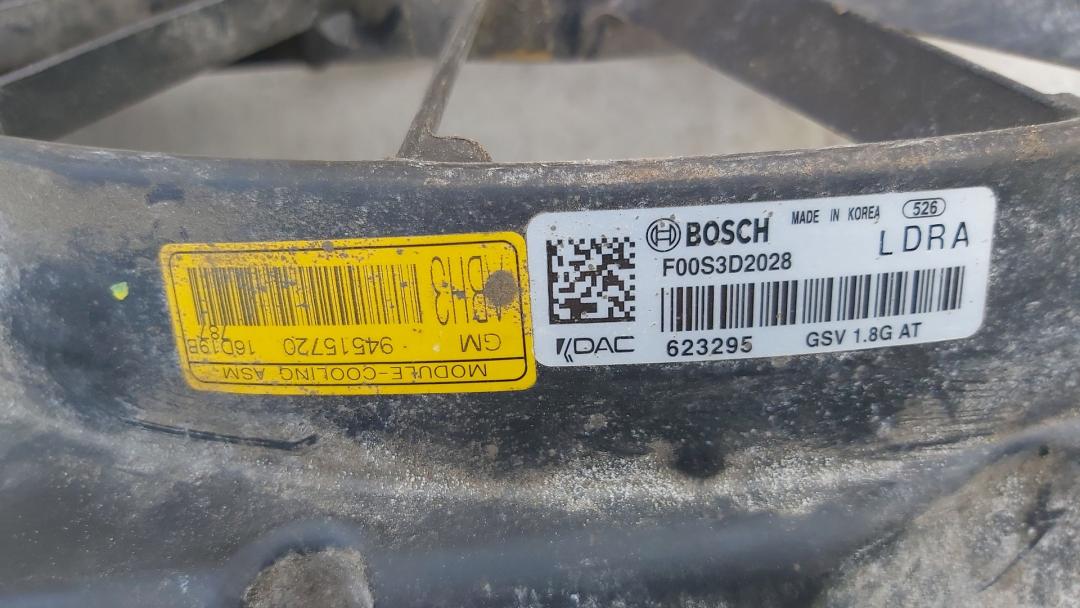 MODULE-COOLING ASM
GM 94515720 16D19B
787
BOSCH MADE IN KOREA 526
F00S3D2028 LDRA
DAC 623295 GSV 1.8G AT